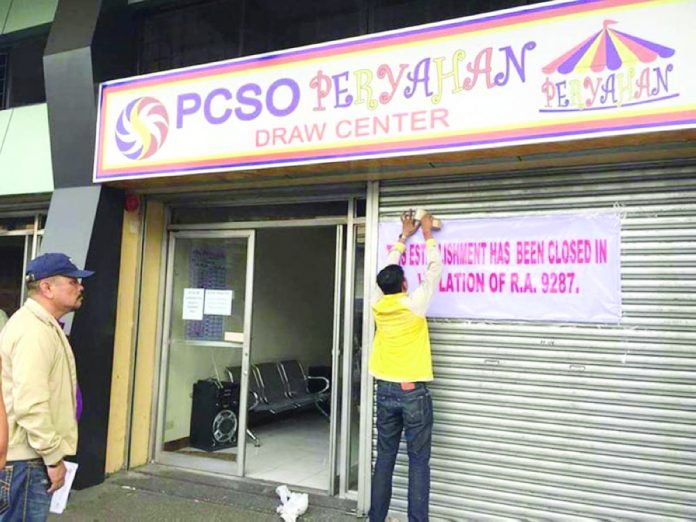 PCSO PERYAHAN
DRAW CENTER
PERYAHAN
ESTABLISHMENT HAS BEEN CLOSED IN
OF R.A. 9287.